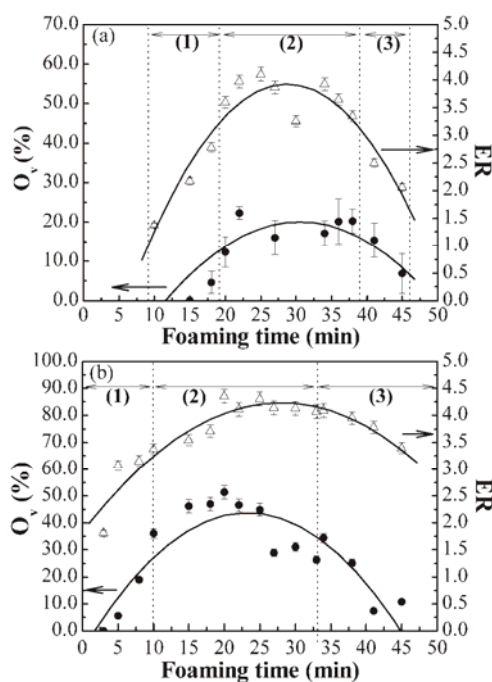 (a)
(1) (2) (3)
70.0 60.0 50.0 40.0 30.0 20.0 10.0 0.0
O_v (%)
5.0 4.5 4.0 3.5 3.0 2.5 2.0 1.5 1.0 0.5 0.0
ER
0 5 10 15 20 25 30 35 40 45 50
Foaming time (min)
(b)
(1) (2) (3)
100.0 90.0 80.0 70.0 60.0 50.0 40.0 30.0 20.0 10.0 0.0
O_v (%)
5.0 4.5 4.0 3.5 3.0 2.5 2.0 1.5 1.0 0.5 0.0
ER
0 5 10 15 20 25 30 35 40 45 50
Foaming time (min)